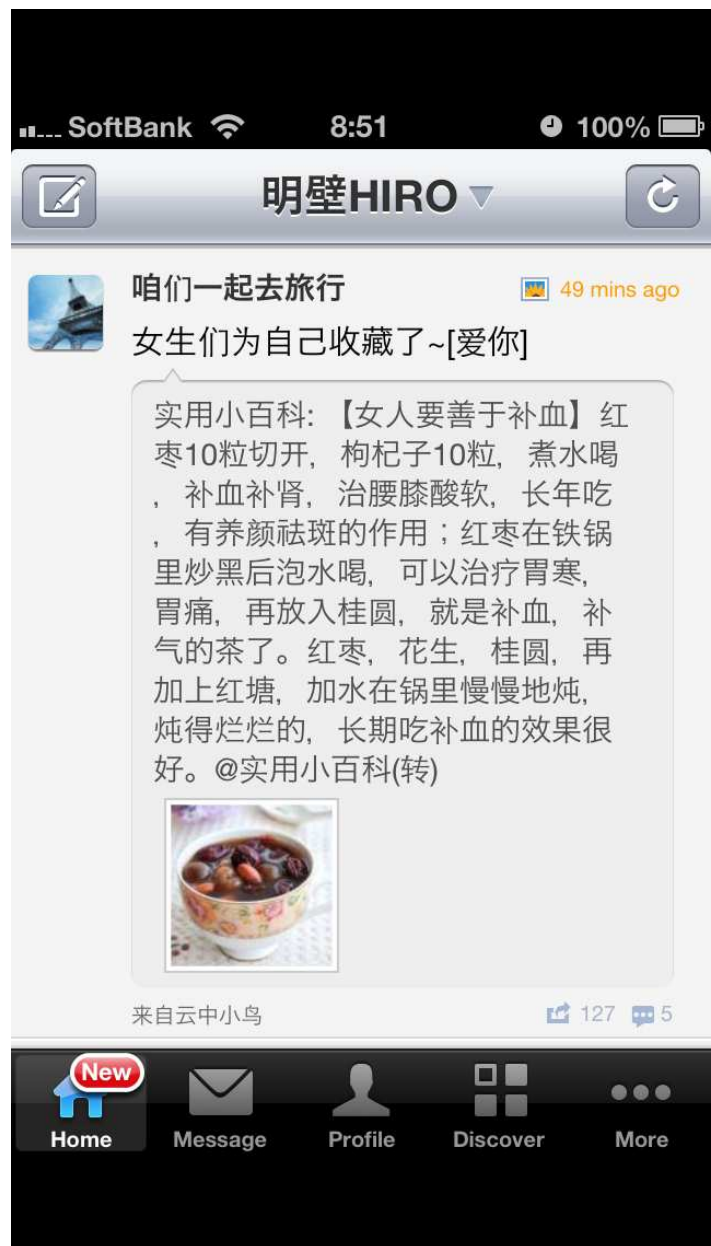 SoftBank 8:51 100%
明壁HIRO
咱们一起去旅行 49 mins ago
女生们为自己收藏了~[爱你]
实用小百科:【女人要善于补血】红
枣10粒切开，枸杞子10粒，煮水喝
，补血补肾，治腰膝酸软，长年吃
，有养颜祛斑的作用；红枣在铁锅
里炒黑后泡水喝，可以治疗胃寒，
胃痛，再放入桂圆，就是补血，补
气的茶了。红枣，花生，桂圆，再
加上红塘，加水在锅里慢慢地炖，
炖得烂烂的，长期吃补血的效果很
好。@实用小百科(转)
来自云中小鸟 127 5
New
Home Message Profile Discover More